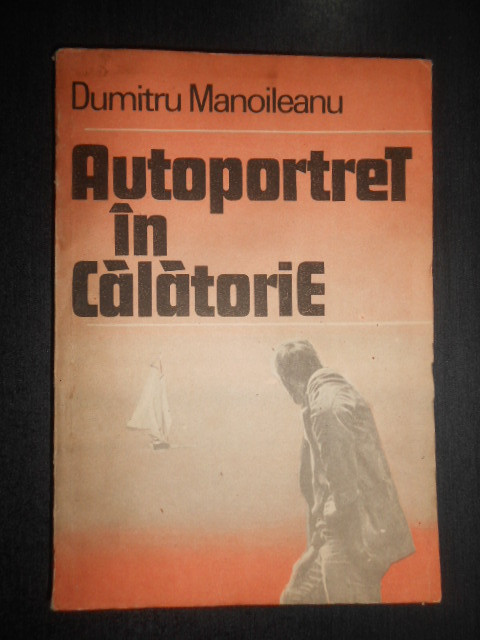 Dumitru Manoileanu
AutoportreT
în
CălătoriE